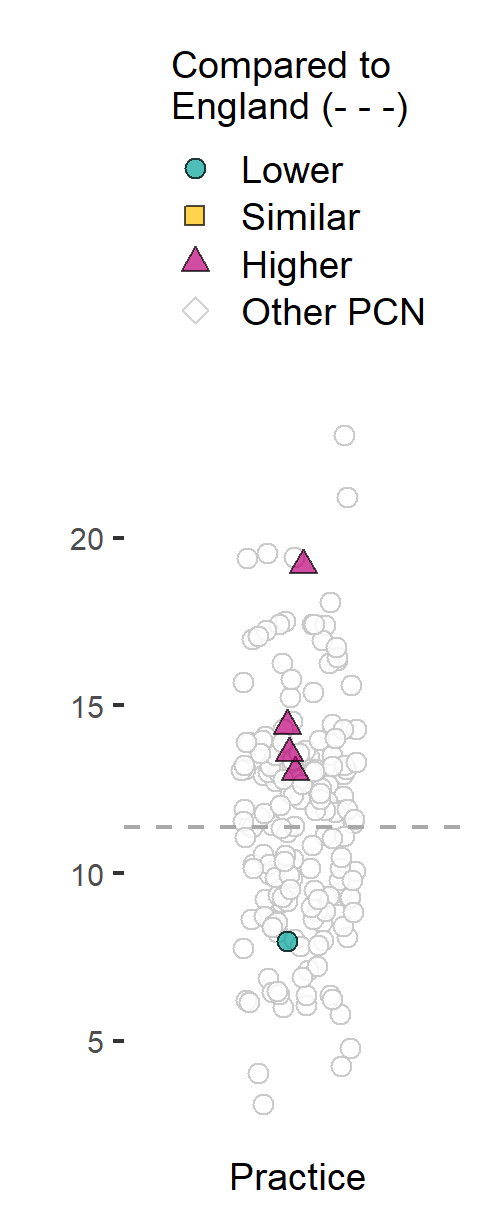 Compared to
England (- - -)
Lower
Similar
Higher
Other PCN
20
15
10
5
Practice